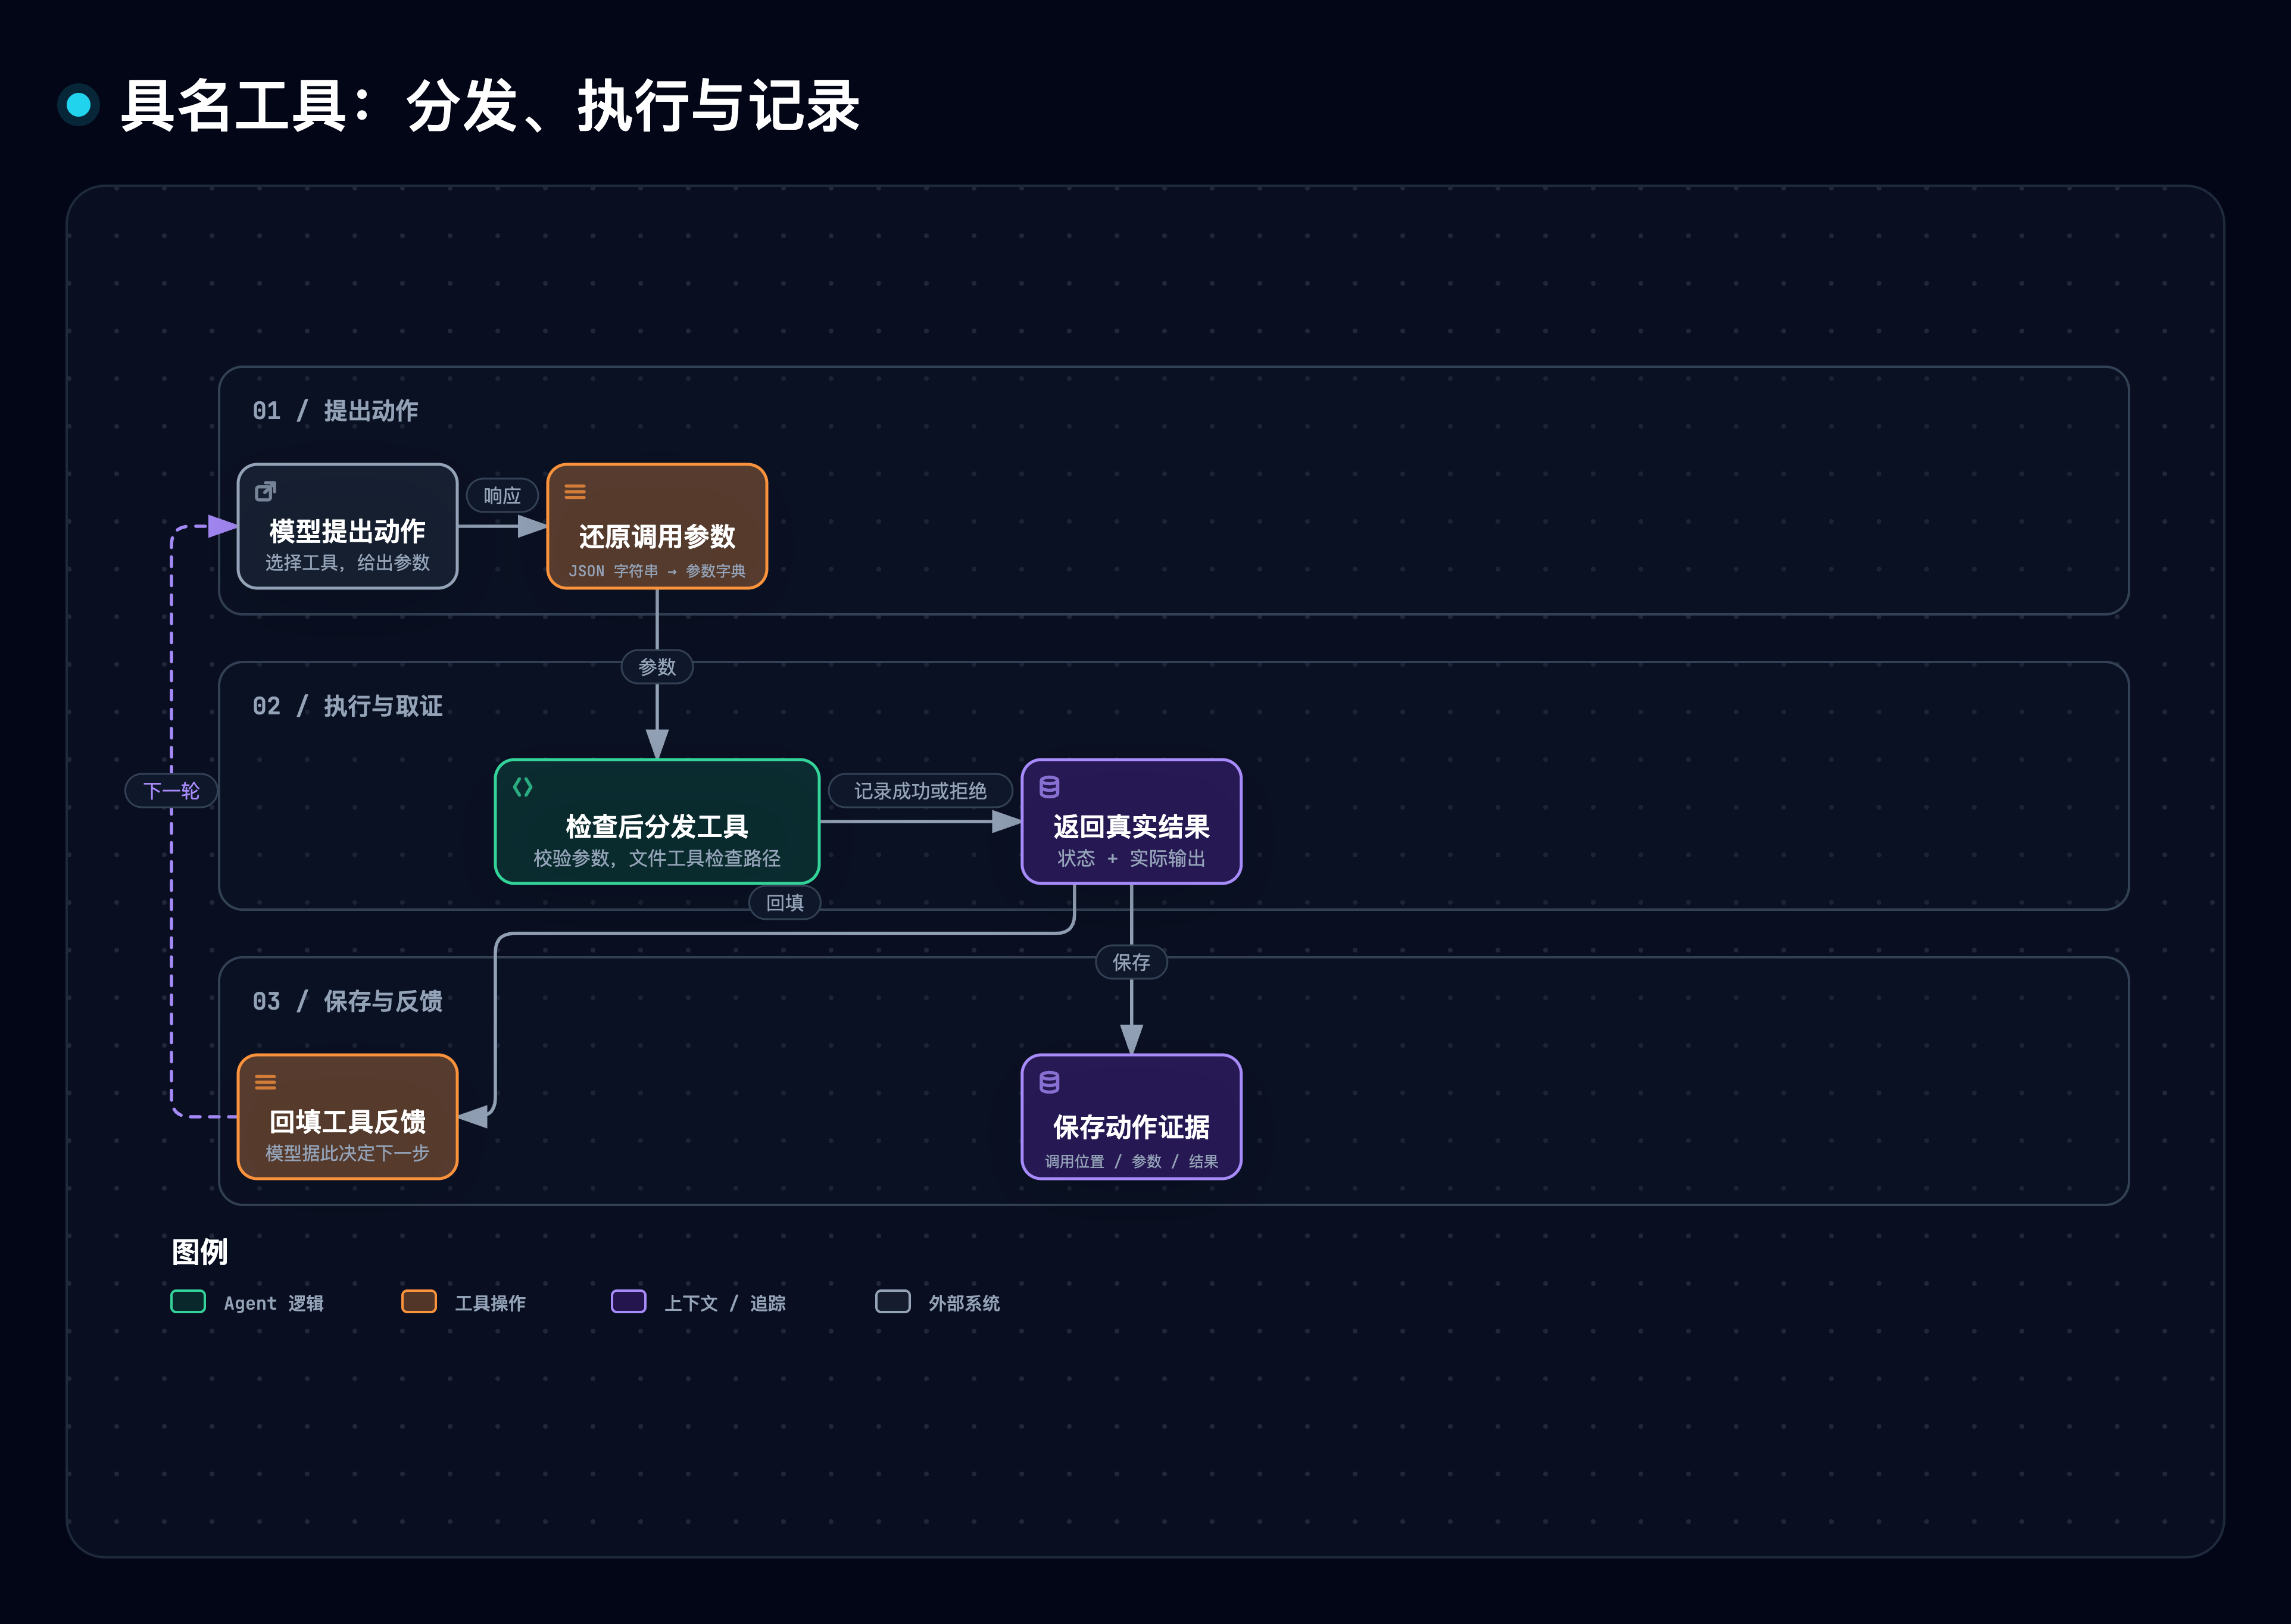 具名工具：分发、执行与记录
01 / 提出动作
模型提出动作
选择工具，给出参数
响应
还原调用参数
JSON 字符串 → 参数字典
参数
02 / 执行与取证
下一轮
检查后分发工具
校验参数，文件工具检查路径
记录成功或拒绝
返回真实结果
状态 + 实际输出
回填
保存
03 / 保存与反馈
回填工具反馈
模型据此决定下一步
保存动作证据
调用位置 / 参数 / 结果
图例
Agent 逻辑
工具操作
上下文 / 追踪
外部系统